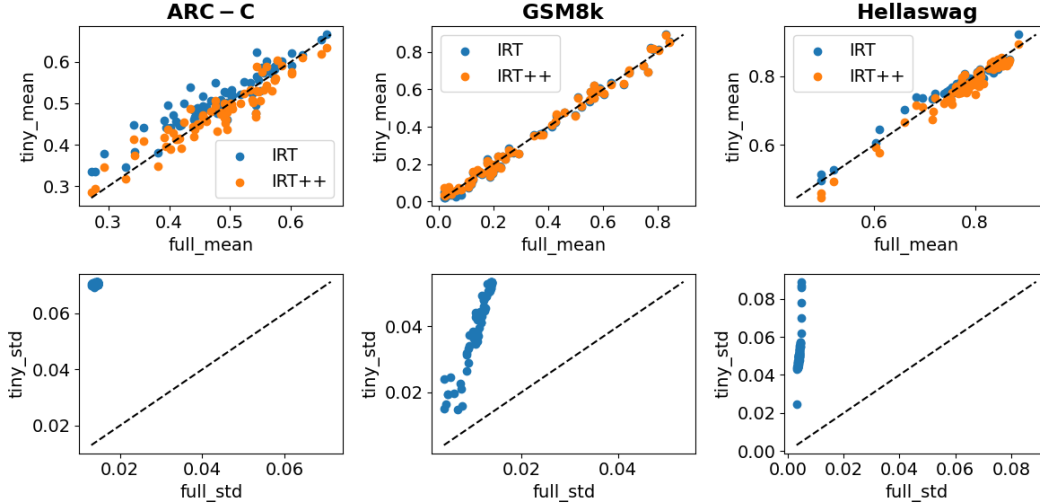 ARC − C
0.6
0.5
0.4
0.3
tiny_mean
IRT
IRT++
0.3 0.4 0.5 0.6
full_mean
GSM8k
0.8
0.6
0.4
0.2
0.0
tiny_mean
IRT
IRT++
0.0 0.2 0.4 0.6 0.8
full_mean
Hellaswag
0.8
0.6
tiny_mean
IRT
IRT++
0.6 0.8
full_mean
0.06
0.04
0.02
tiny_std
0.02 0.04 0.06
full_std
0.04
0.02
tiny_std
0.02 0.04
full_std
0.08
0.06
0.04
0.02
0.00
tiny_std
0.00 0.02 0.04 0.06 0.08
full_std